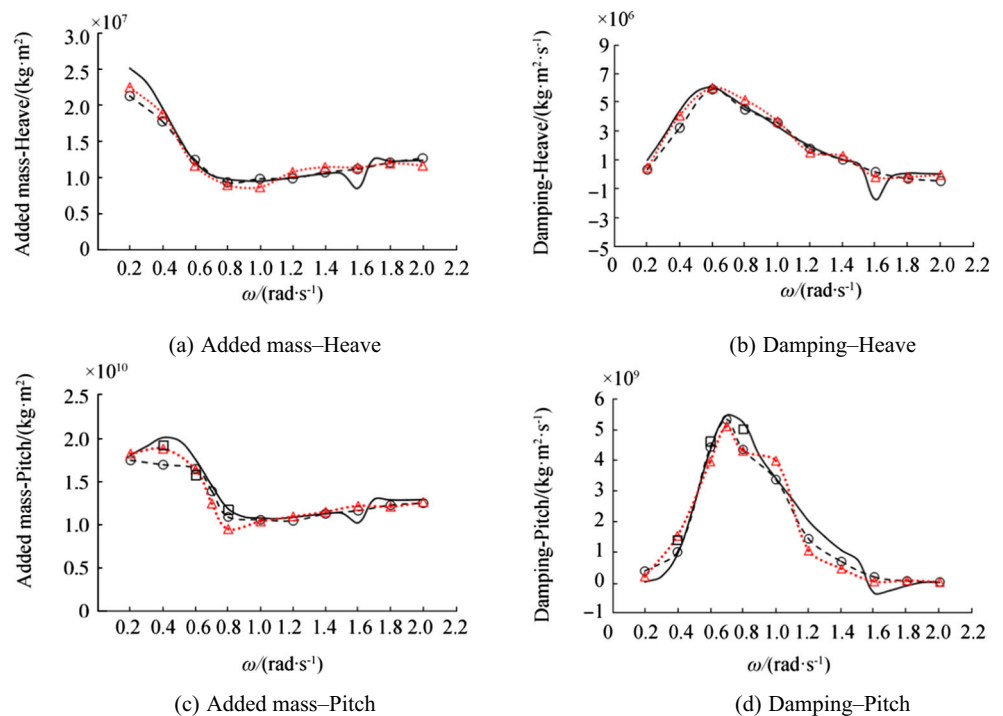 ×10⁷
Added mass-Heave/(kg·m²)
3.0
2.5
2.0
1.5
1.0
0.5
0
0.2 0.4 0.6 0.8 1.0 1.2 1.4 1.6 1.8 2.0 2.2
ω/(rad·s⁻¹)
(a) Added mass–Heave
×10⁶
Damping-Heave/(kg·m²·s⁻¹)
9
7
5
3
1
−1
−3
−5
0.2 0.4 0.6 0.8 1.0 1.2 1.4 1.6 1.8 2.0 2.2
ω/(rad·s⁻¹)
(b) Damping–Heave
×10¹⁰
Added mass-Pitch/(kg·m²)
2.5
2.0
1.5
1.0
0.5
0
0.2 0.4 0.6 0.8 1.0 1.2 1.4 1.6 1.8 2.0 2.2
ω/(rad·s⁻¹)
(c) Added mass–Pitch
×10⁹
Damping-Pitch/(kg·m²·s⁻¹)
6
5
4
3
2
1
0
−1
0 0.2 0.4 0.6 0.8 1.0 1.2 1.4 1.6 1.8 2.0 2.2
ω/(rad·s⁻¹)
(d) Damping–Pitch